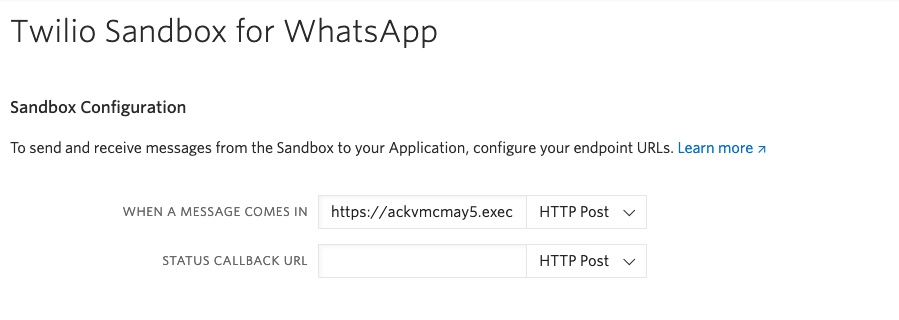 Twilio Sandbox for WhatsApp
Sandbox Configuration
To send and receive messages from the Sandbox to your Application, configure your endpoint URLs. Learn more ↗
WHEN A MESSAGE COMES IN https://ackvmcmay5.exec HTTP Post
STATUS CALLBACK URL HTTP Post